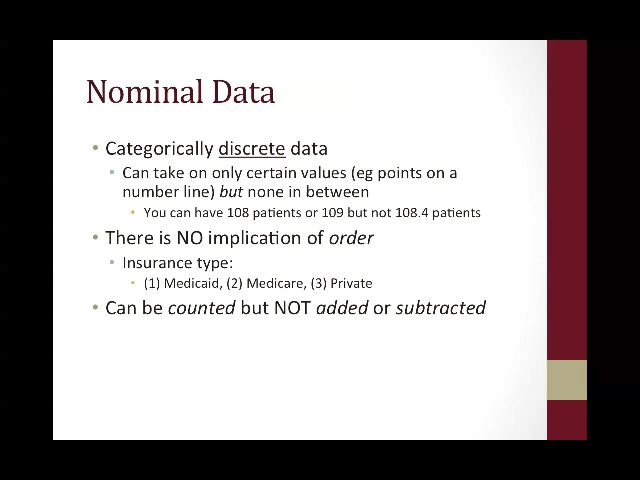 Nominal Data
• Categorically discrete data
• Can take on only certain values (eg points on a
number line) but none in between
• You can have 108 patients or 109 but not 108.4 patients
• There is NO implication of order
• Insurance type:
• (1) Medicaid, (2) Medicare, (3) Private
• Can be counted but NOT added or subtracted